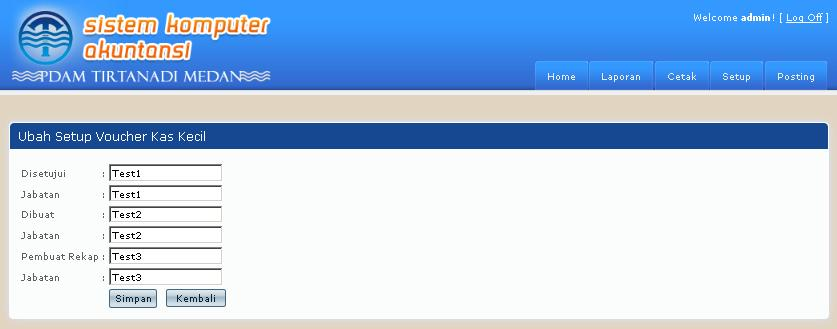 sistem komputer
akuntansi
PDAM TIRTANADI MEDAN
Welcome admin! [ Log Off ]
Home Laporan Cetak Setup Posting
Ubah Setup Voucher Kas Kecil
Disetujui : Test1
Jabatan : Test1
Dibuat : Test2
Jabatan : Test2
Pembuat Rekap : Test3
Jabatan : Test3
Simpan Kembali